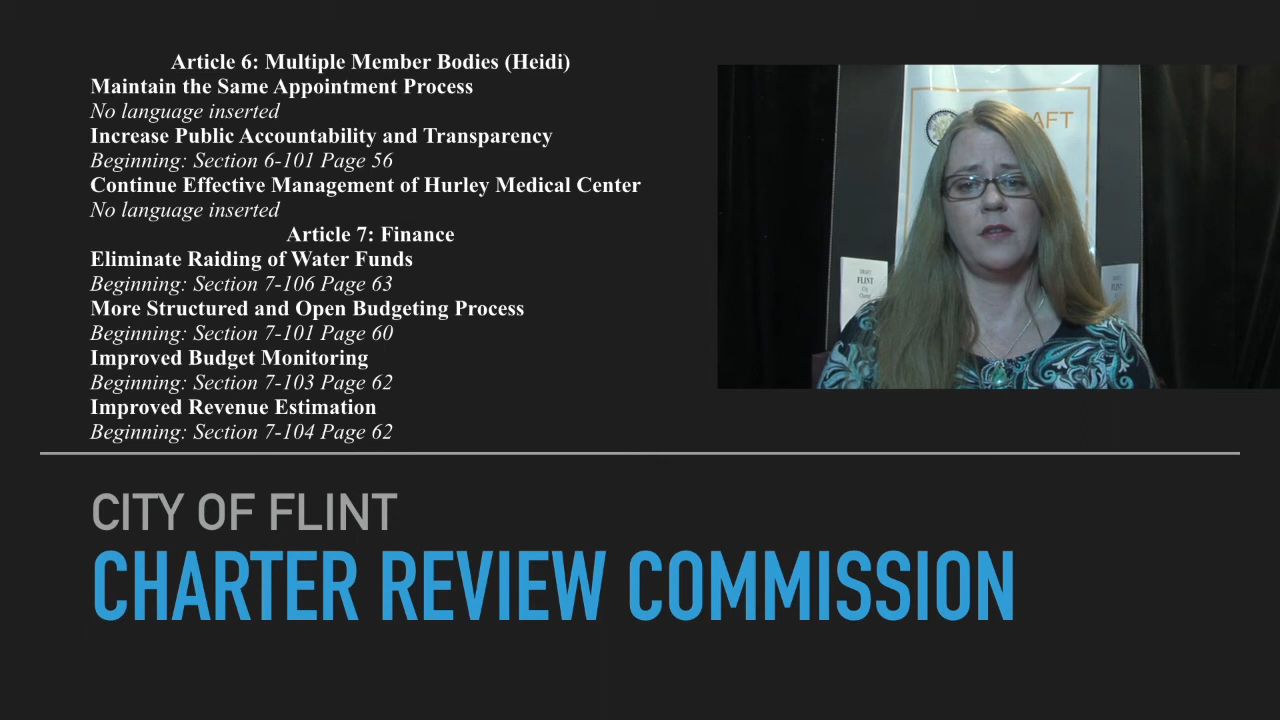 Article 6: Multiple Member Bodies (Heidi)
Maintain the Same Appointment Process
No language inserted
Increase Public Accountability and Transparency
Beginning: Section 6-101 Page 56
Continue Effective Management of Hurley Medical Center
No language inserted
Article 7: Finance
Eliminate Raiding of Water Funds
Beginning: Section 7-106 Page 63
More Structured and Open Budgeting Process
Beginning: Section 7-101 Page 60
Improved Budget Monitoring
Beginning: Section 7-103 Page 62
Improved Revenue Estimation
Beginning: Section 7-104 Page 62
AFT
DRAFT
FLINT
City
Charter
CITY OF FLINT
CHARTER REVIEW COMMISSION